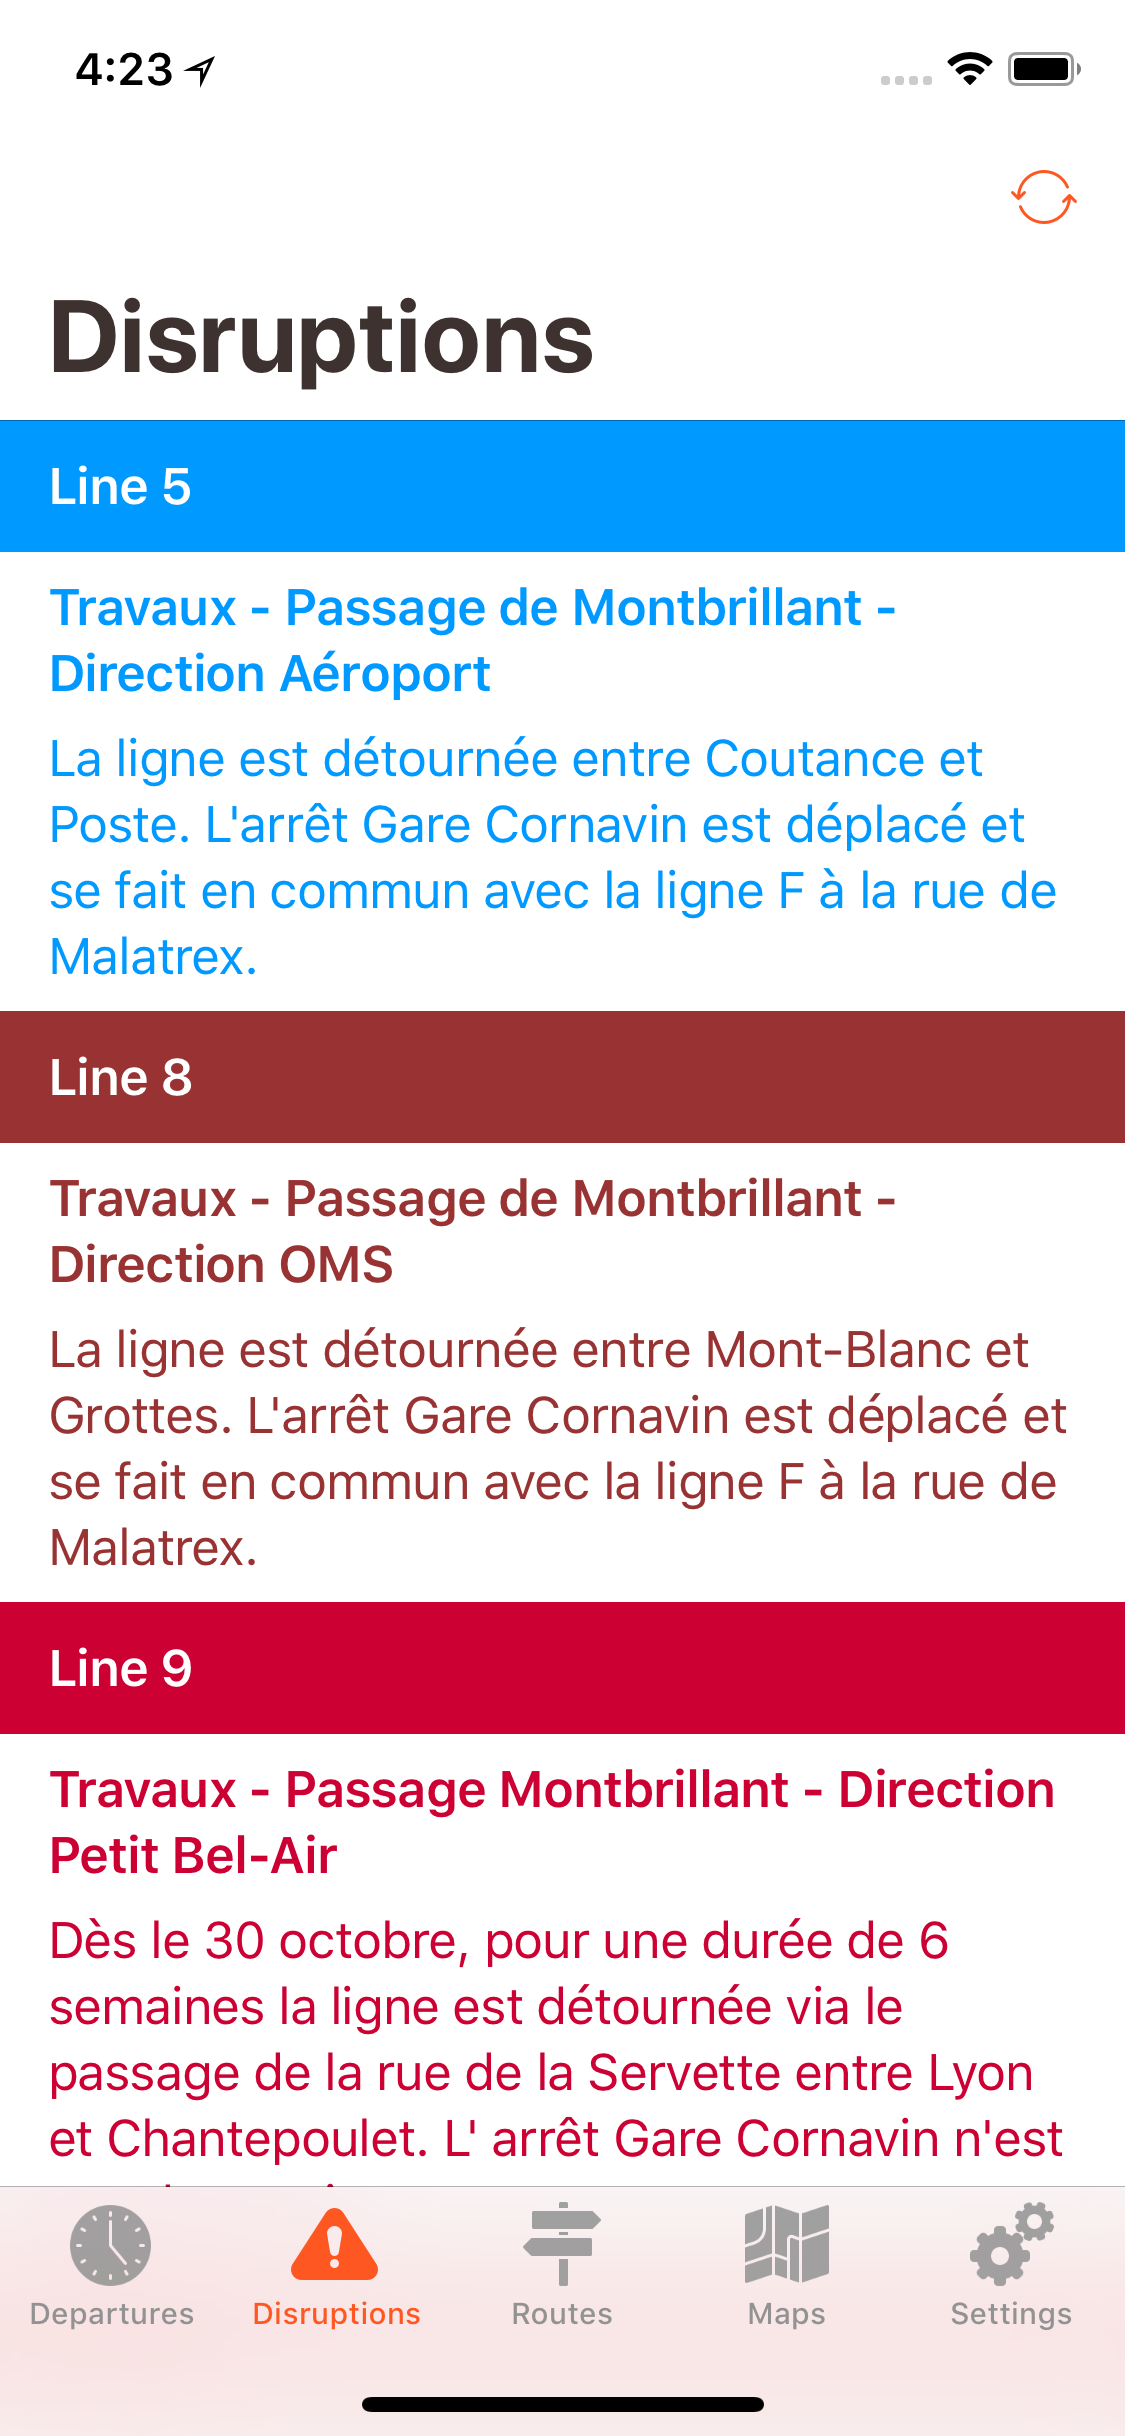 4:23
Disruptions
Line 5
Travaux - Passage de Montbrillant -
Direction Aéroport
La ligne est détournée entre Coutance et
Poste. L'arrêt Gare Cornavin est déplacé et
se fait en commun avec la ligne F à la rue de
Malatrex.
Line 8
Travaux - Passage de Montbrillant -
Direction OMS
La ligne est détournée entre Mont-Blanc et
Grottes. L'arrêt Gare Cornavin est déplacé et
se fait en commun avec la ligne F à la rue de
Malatrex.
Line 9
Travaux - Passage Montbrillant - Direction
Petit Bel-Air
Dès le 30 octobre, pour une durée de 6
semaines la ligne est détournée via le
passage de la rue de la Servette entre Lyon
et Chantepoulet. L' arrêt Gare Cornavin n'est
Departures
Disruptions
Routes
Maps
Settings